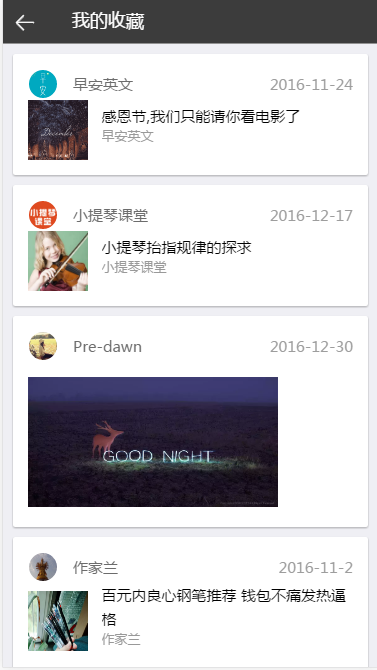 我的收藏
早安英文
2016-11-24
December
感恩节,我们只能请你看电影了
早安英文
小提琴课堂
小提琴课堂
2016-12-17
小提琴抬指规律的探求
小提琴课堂
Pre-dawn
2016-12-30
GOOD NIGHT
作家兰
2016-11-2
百元内良心钢笔推荐 钱包不痛发热逼
格
作家兰